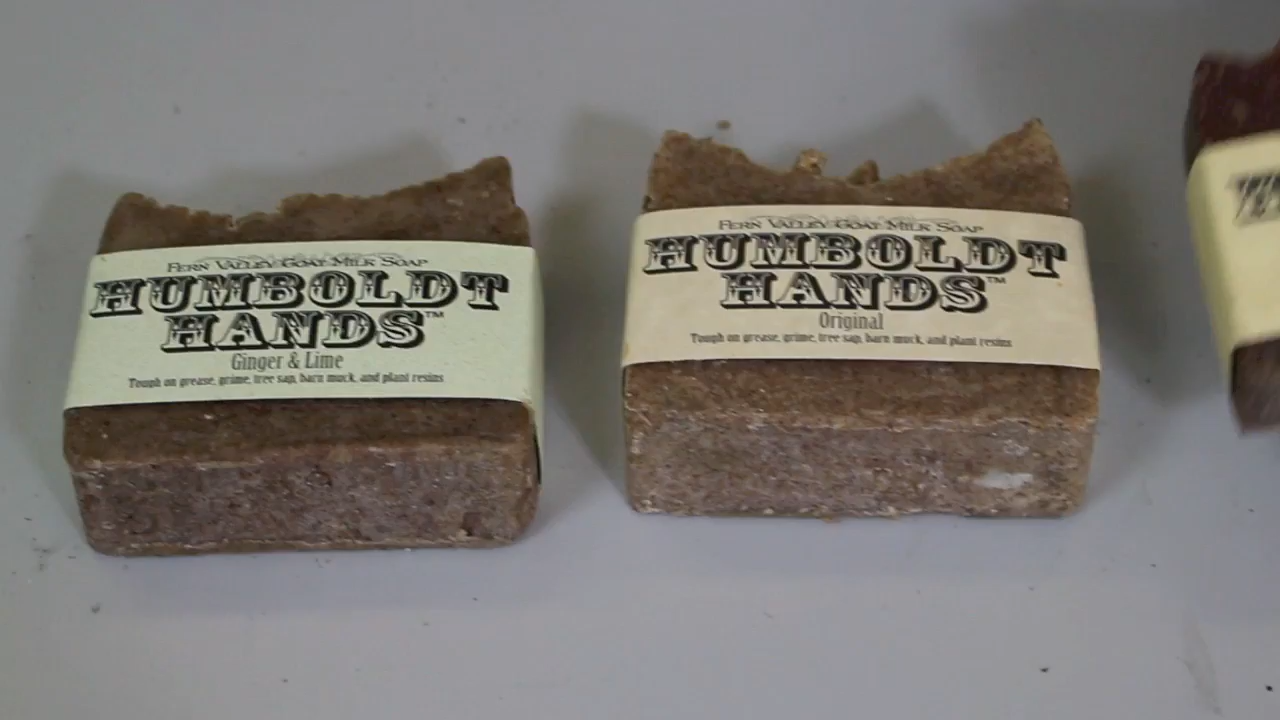 FERN VALLEY GOAT MILK SOAP
HUMBOLDT
HANDS™
Ginger & Lime
Tough on grease, grime, tree sap, barn muck, and plant resins
FERN VALLEY GOAT MILK SOAP
HUMBOLDT
HANDS™
Original
Tough on grease, grime, tree sap, barn muck, and plant resins